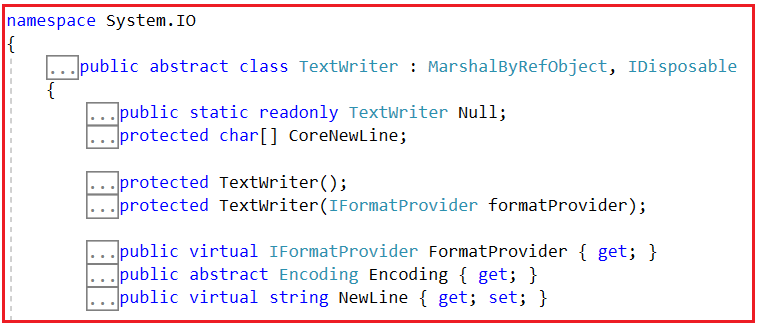 namespace System.IO
{
...public abstract class TextWriter : MarshalByRefObject, IDisposable
{
...public static readonly TextWriter Null;
...protected char[] CoreNewLine;
...protected TextWriter();
...protected TextWriter(IFormatProvider formatProvider);
...public virtual IFormatProvider FormatProvider { get; }
...public abstract Encoding Encoding { get; }
...public virtual string NewLine { get; set; }